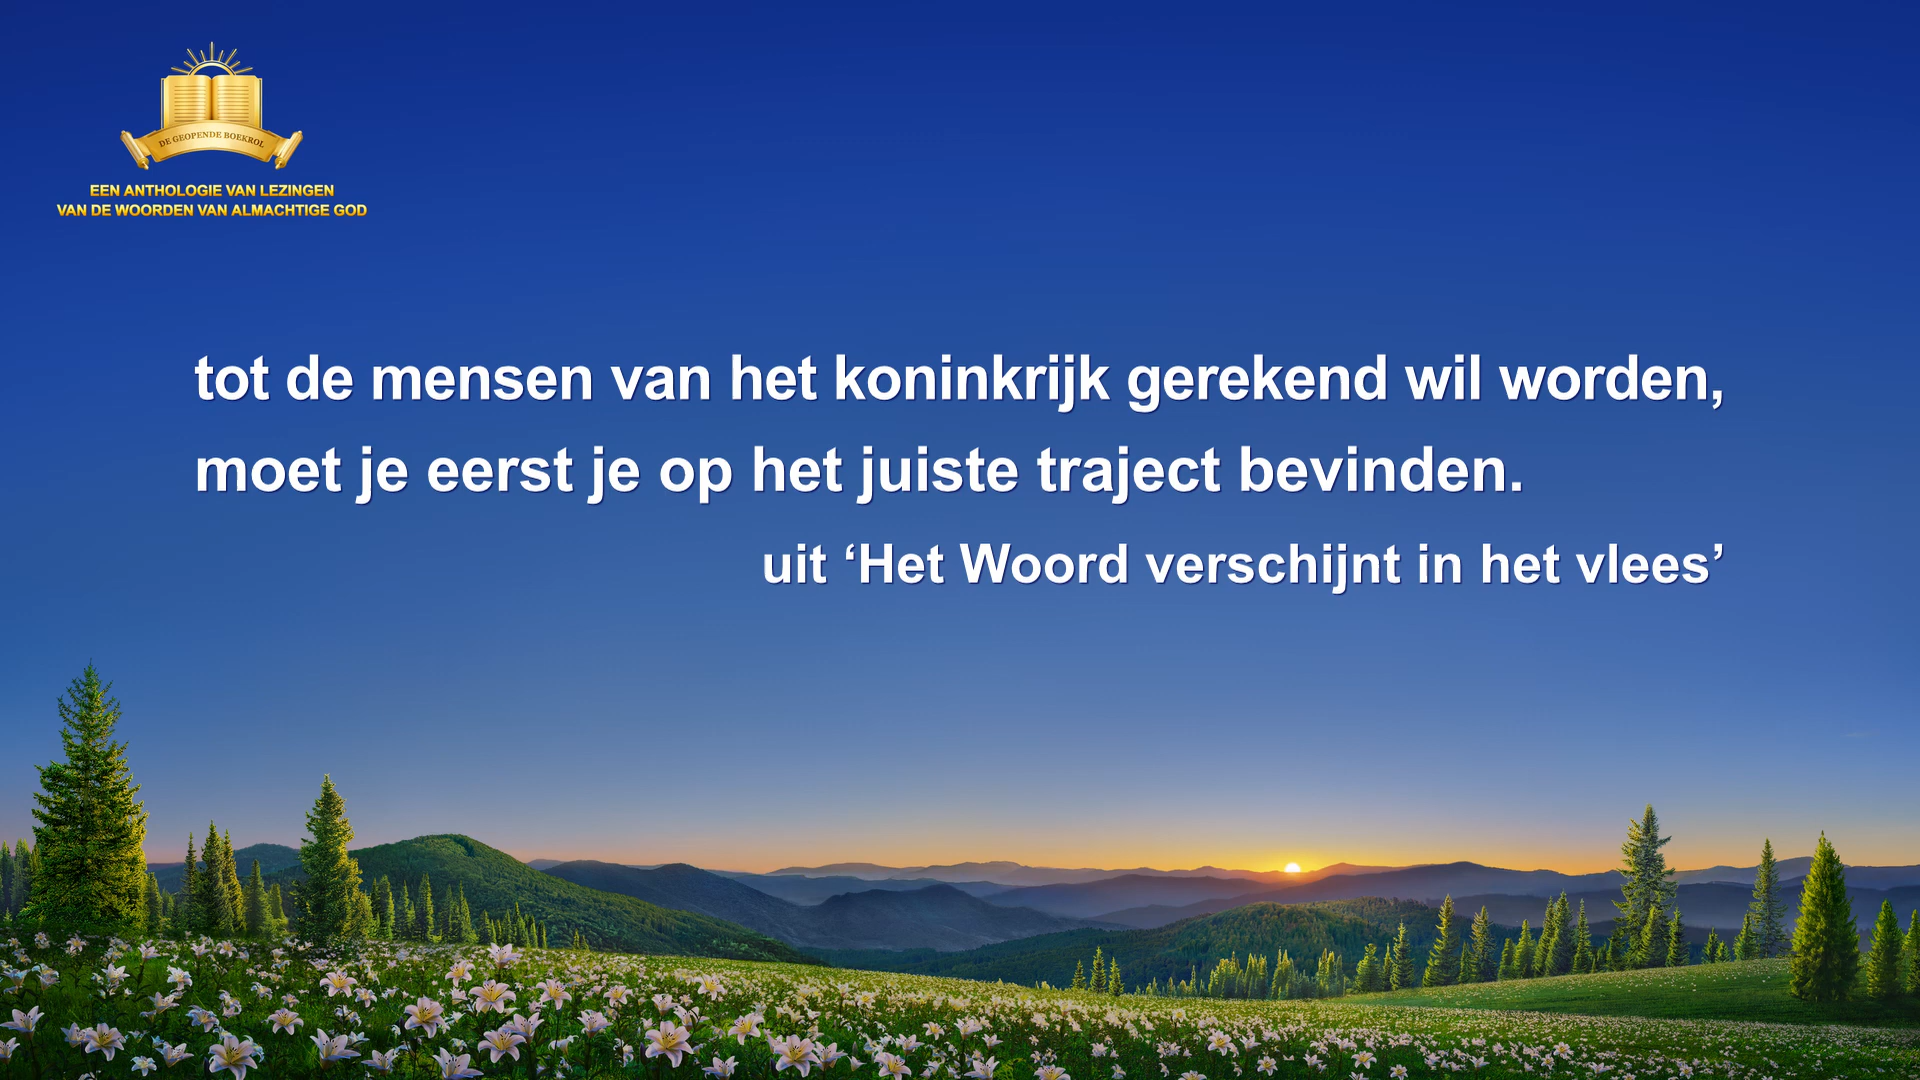 DE GEOPENDE BOEKROL
EEN ANTHOLOGIE VAN LEZINGEN
VAN DE WOORDEN VAN ALMACHTIGE GOD
tot de mensen van het koninkrijk gerekend wil worden,
moet je eerst je op het juiste traject bevinden.
uit ‘Het Woord verschijnt in het vlees’